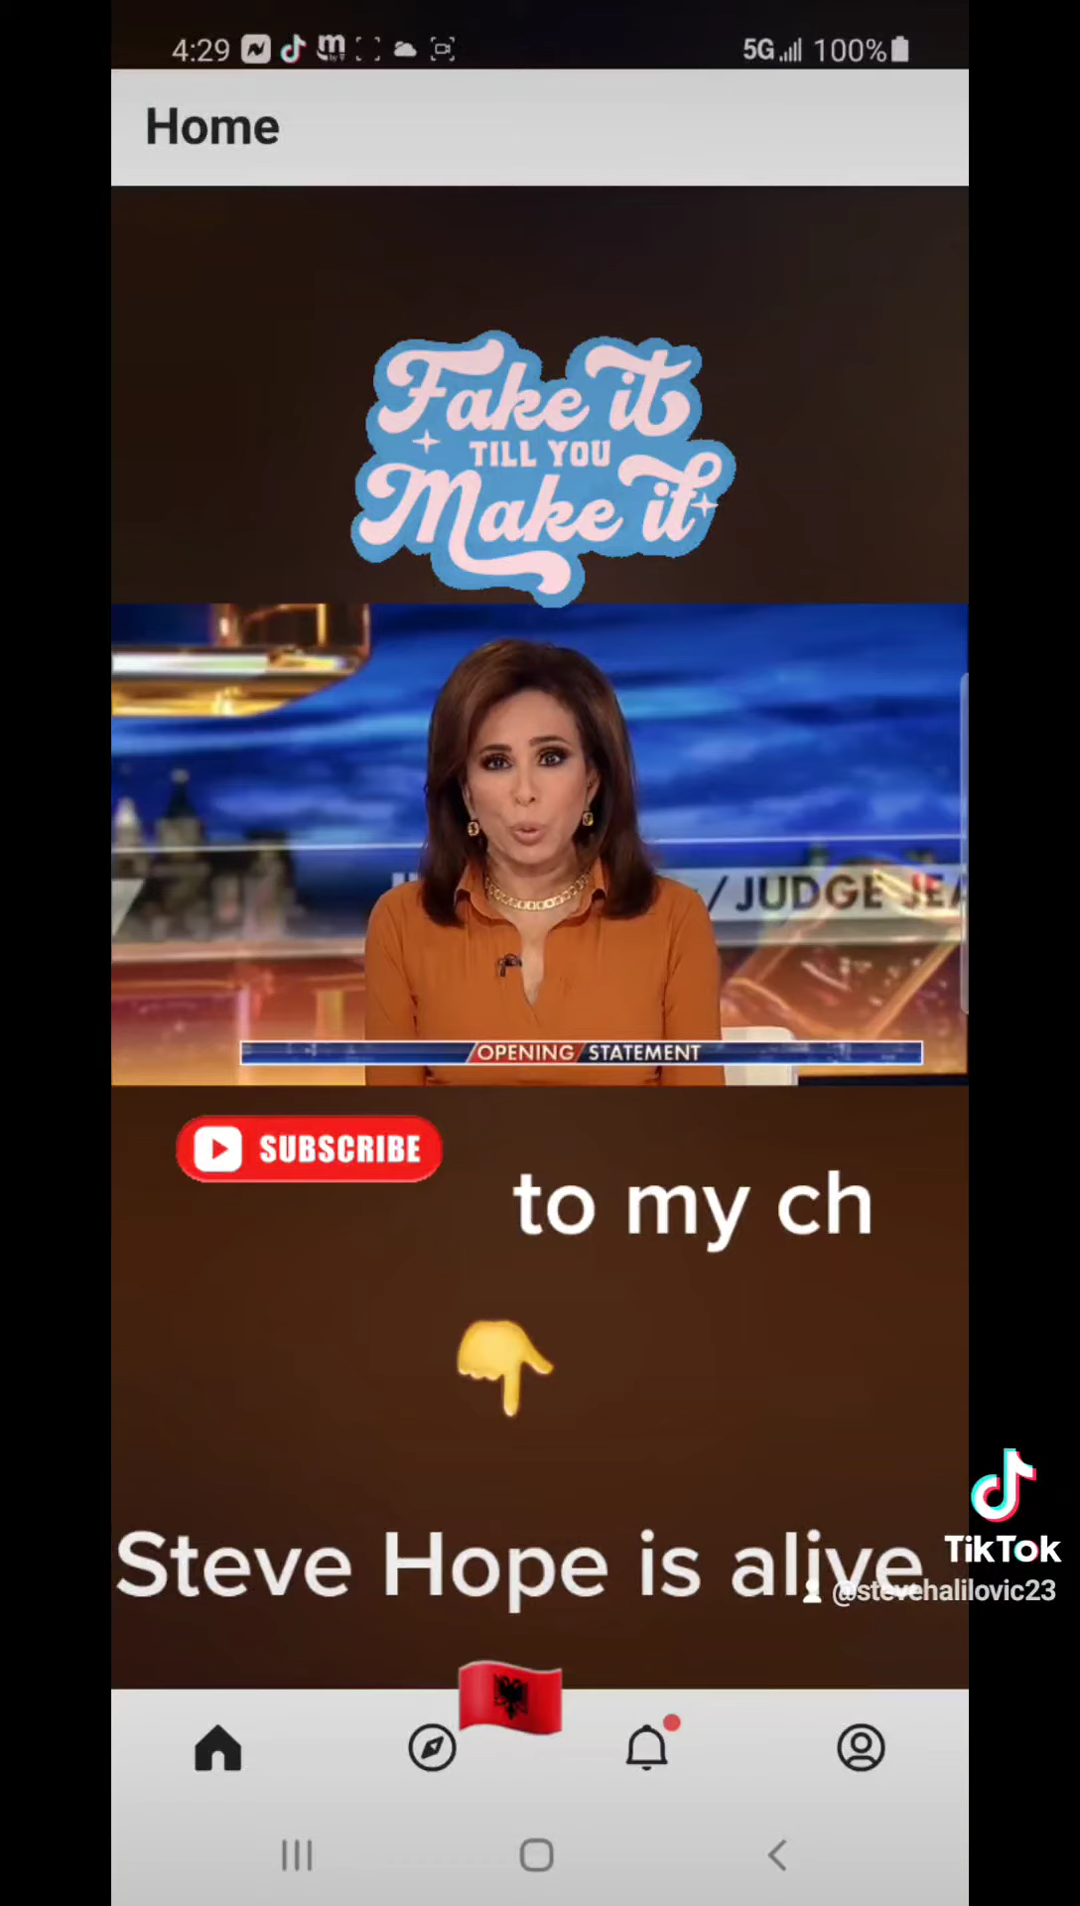 4:29
5G 100%
Home
Fake it
TILL YOU
Make it
/JUDGE JEA
OPENING / STATEMENT
SUBSCRIBE
to my ch
Steve Hope is alive
TikTok
@stevehalilovic23